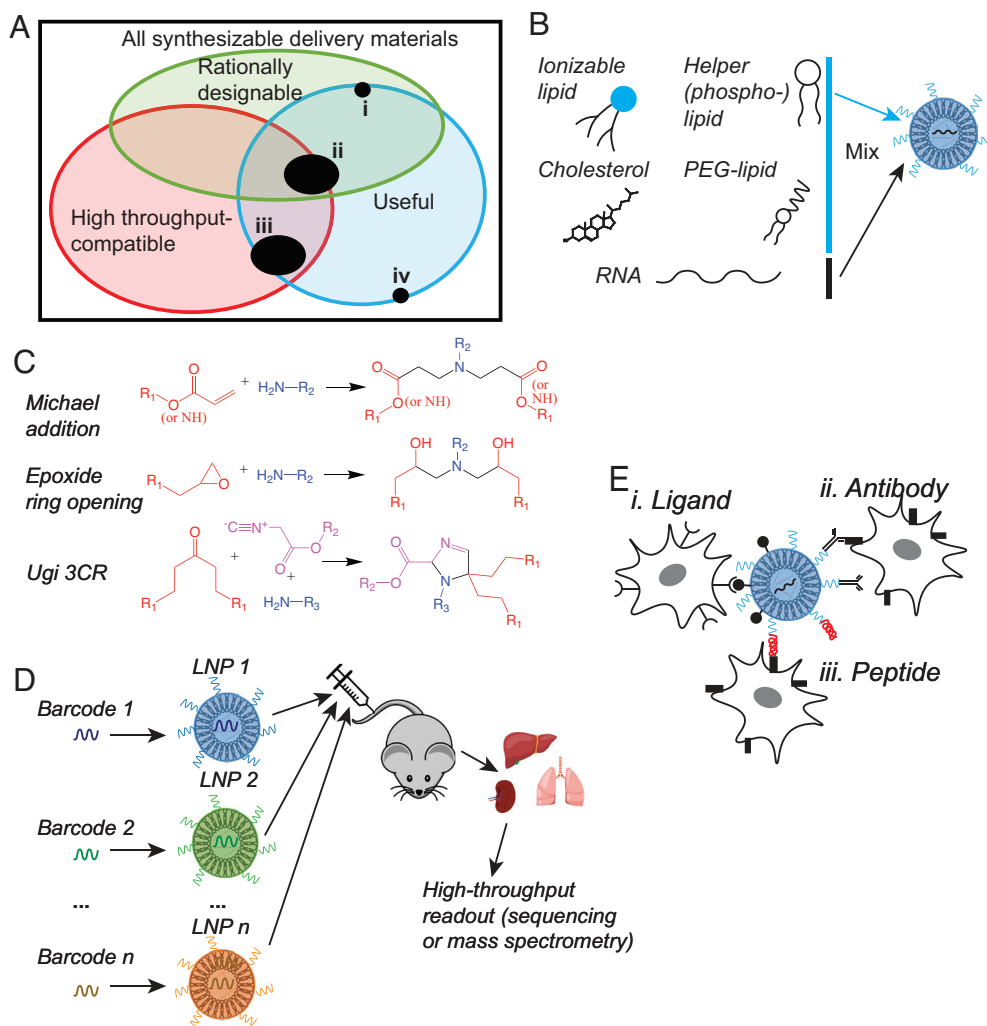 A
All synthesizable delivery materials
Rationally
designable
i
ii
High throughput-
compatible
iii
Useful
iv
B
Ionizable
lipid
Helper
(phospho-)
lipid
Cholesterol
PEG-lipid
Mix
RNA
C
Michael
addition
O
R1
O
(or NH)
+
H2N-R2
R2
N
O
O
O
(or NH)
(or
NH)
O
R1
R1
Epoxide
ring opening
R1
O
+
H2N-R2
OH
R2
OH
N
R1
R1
Ugi 3CR
O
R1
R1
+
-C≡N+
R2
O
O
+
H2N-R3
O
R2
O
N
N
R3
R1
R1
D
Barcode 1
LNP 1
Barcode 2
LNP 2
...
...
Barcode n
LNP n
High-throughput
readout (sequencing
or mass spectrometry)
E
i. Ligand
ii. Antibody
iii. Peptide